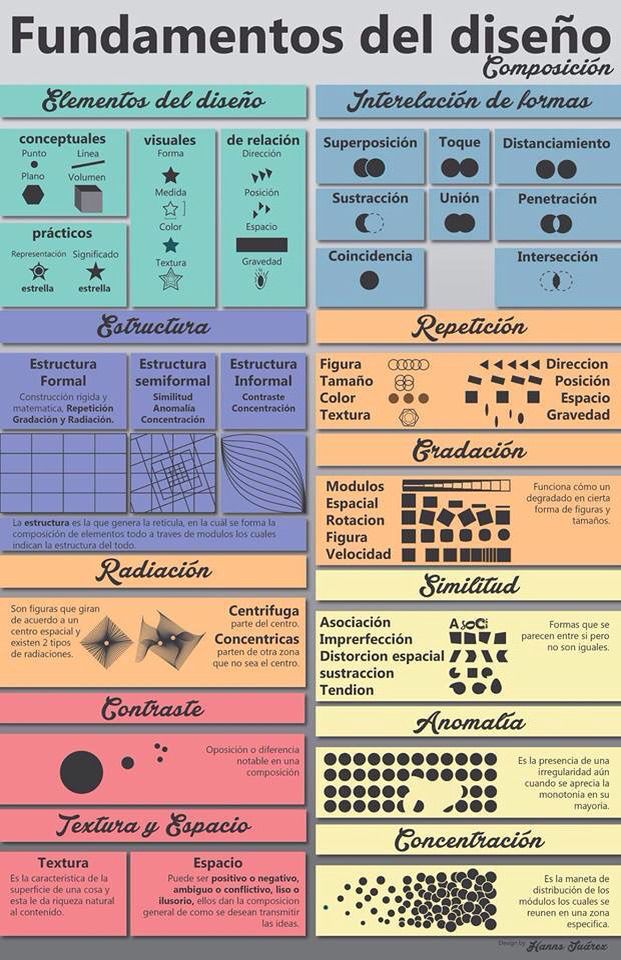 Fundamentos del diseño
Composición
Elementos del diseño
conceptuales
Punto
Línea
Plano
Volumen
prácticos
Representación
Significado
estrella
estrella
visuales
Forma
Medida
Color
Textura
de relación
Dirección
Posición
Espacio
Gravedad
Interelación de formas
Superposición
Toque
Distanciamiento
Sustracción
Unión
Penetración
Coincidencia
Intersección
Estructura
Estructura
Formal
Construcción rigida y
matematica, Repetición
Gradación y Radiación.
Estructura
semiformal
Similitud
Anomalía
Concentración
Estructura
Informal
Contraste
Concentración
La estructura es la que genera la retícula, en la cuál se forma la
composición de elementos todo a traves de modulos los cuales
indican la estructura del todo.
Repetición
Figura
Tamaño
Color
Textura
Direccion
Posición
Espacio
Gravedad
Gradación
Modulos
Espacial
Rotacion
Figura
Velocidad
Funciona cómo un
degradado en cierta
forma de figuras y
tamaños.
Radiación
Son figuras que giran
de acuerdo a un
centro espacial y
existen 2 tipos
de radiaciones.
Centrifuga
parte del centro.
Concentricas
parten de otra zona
que no sea el centro.
Similitud
Asociación
Imprerfección
Distorcion espacial
sustraccion
Tendion
Formas que se
parecen entre si pero
no son iguales.
Contraste
Oposición o diferencia
notable en una
composición
Anomalía
Es la presencia de una
irregularidad aún
cuando se aprecia la
monotonia en su
mayoria.
Textura y Espacio
Textura
Es la caracteristica de la
superficie de una cosa y
esta le da riqueza natural
al contenido.
Espacio
Puede ser positivo o negativo,
ambiguo o conflictivo, liso o
ilusorio, ellos dan la composicion
general de como se desean transmitir
las ideas.
Concentración
Es la maneta de
distribución de los
módulos los cuales se
reunen en una zona
especifica.
Design by Hanns Suárez